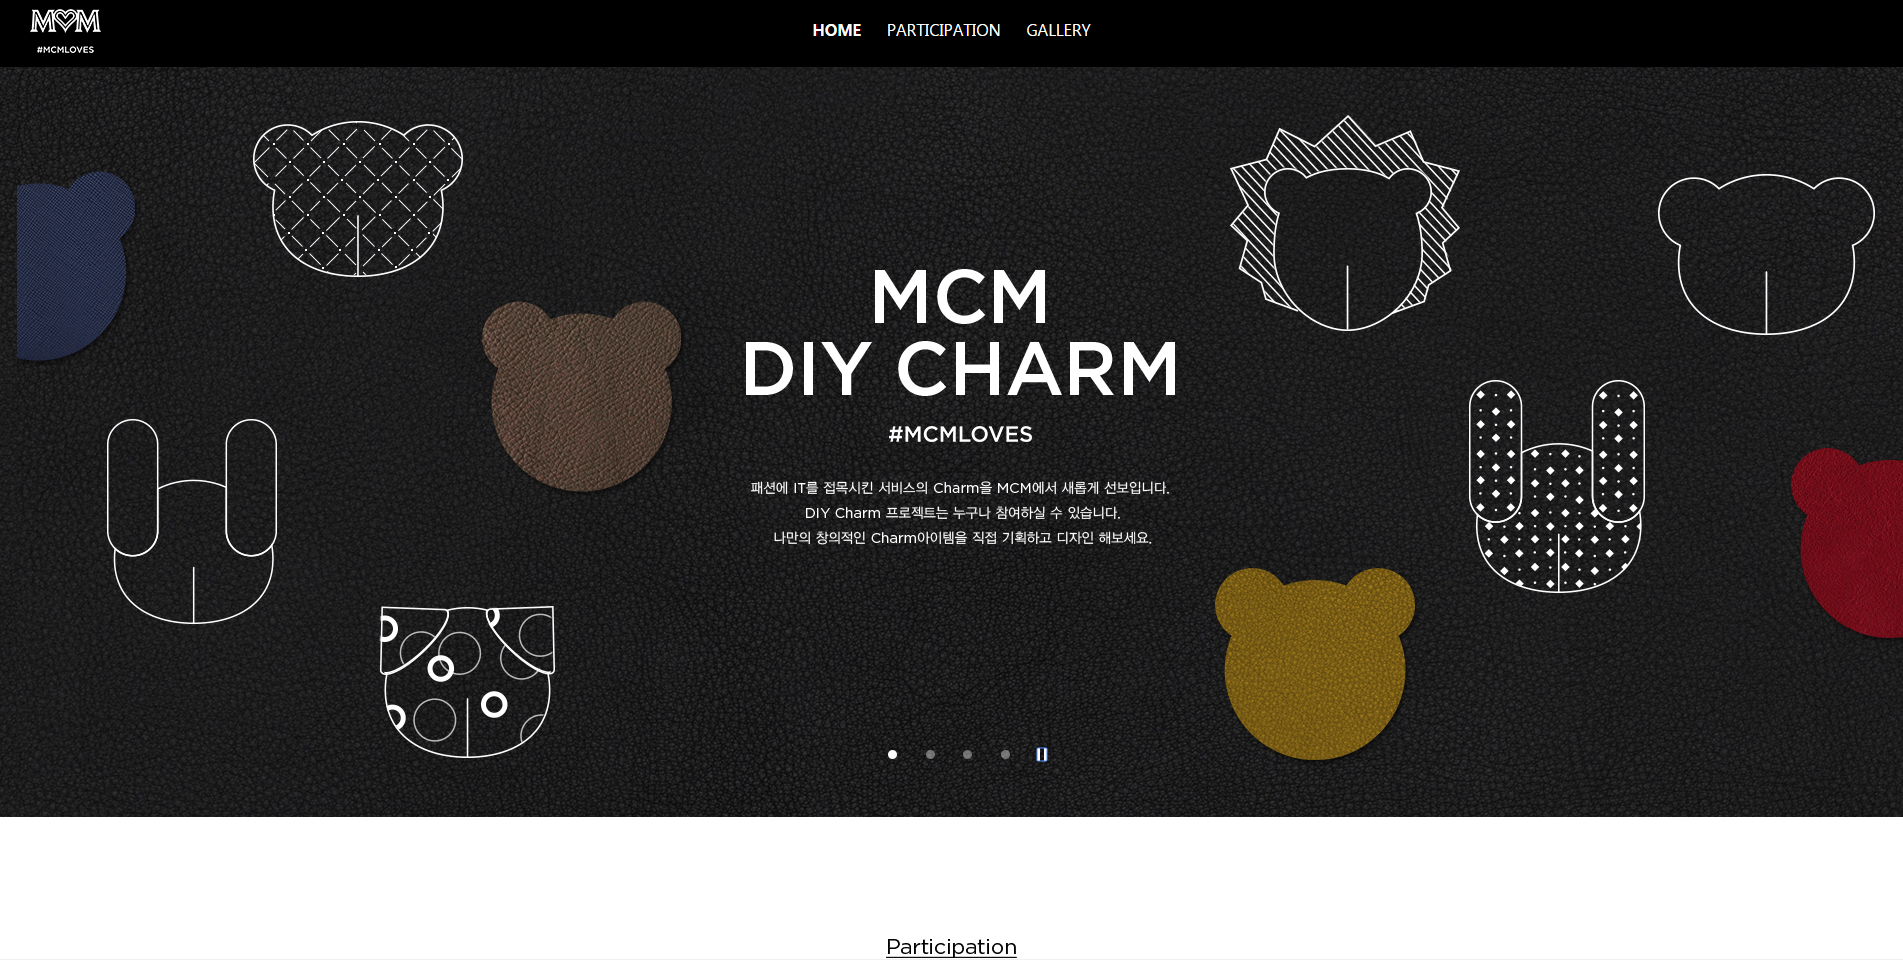 M♡M
#MCMLOVES
HOME PARTICIPATION GALLERY
MCM
DIY CHARM
#MCMLOVES
패션에 IT를 접목시킨 서비스의 Charm을 MCM에서 새롭게 선보입니다.
DIY Charm 프로젝트는 누구나 참여하실 수 있습니다.
나만의 창의적인 Charm아이템을 직접 기획하고 디자인 해보세요.
Participation